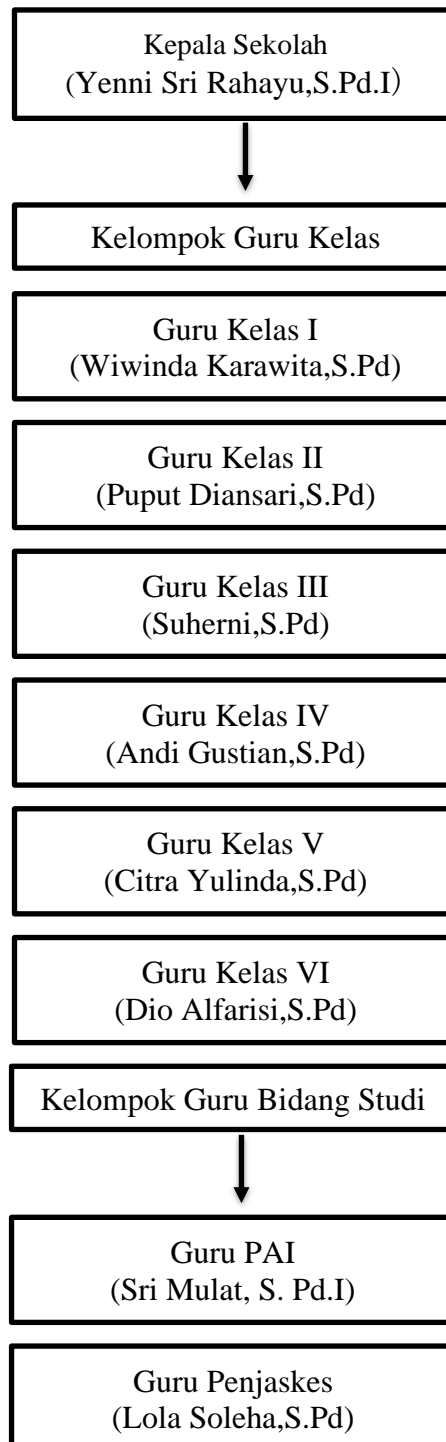 Kepala Sekolah
(Yenni Sri Rahayu,S.Pd.I)
Kelompok Guru Kelas
Guru Kelas I
(Wiwinda Karawita,S.Pd)
Guru Kelas II
(Puput Diansari,S.Pd)
Guru Kelas III
(Suherni,S.Pd)
Guru Kelas IV
(Andi Gustian,S.Pd)
Guru Kelas V
(Citra Yulinda,S.Pd)
Guru Kelas VI
(Dio Alfarisi,S.Pd)
Kelompok Guru Bidang Studi
Guru PAI
(Sri Mulat, S. Pd.I)
Guru Penjaskes
(Lola Soleha,S.Pd)